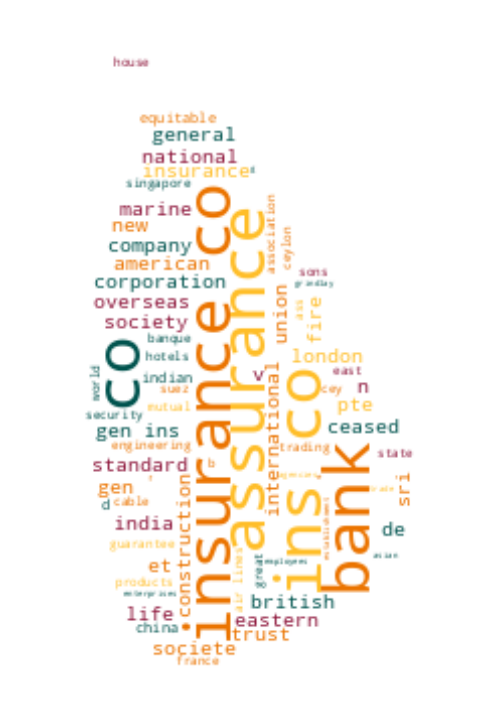 house
equitable
general
national
insurance
singapore
marine
new
company
american
corporation
overseas
society
banque
hotels
indian
suez
mutual
world
security
gen ins
engineering
standard
gen
d cable
india
guarantee
et
products
enterprises
life
china
societe
france
co
insurance co
assurance
ins co
bank
construction
b
air lines
great
employees
british
eastern
trust
international
association
ceylon
sons
grindlay
union
ass
fire
london
v
east
cey
n
pte
ceased
trading
state
sri
establishment
de
asian